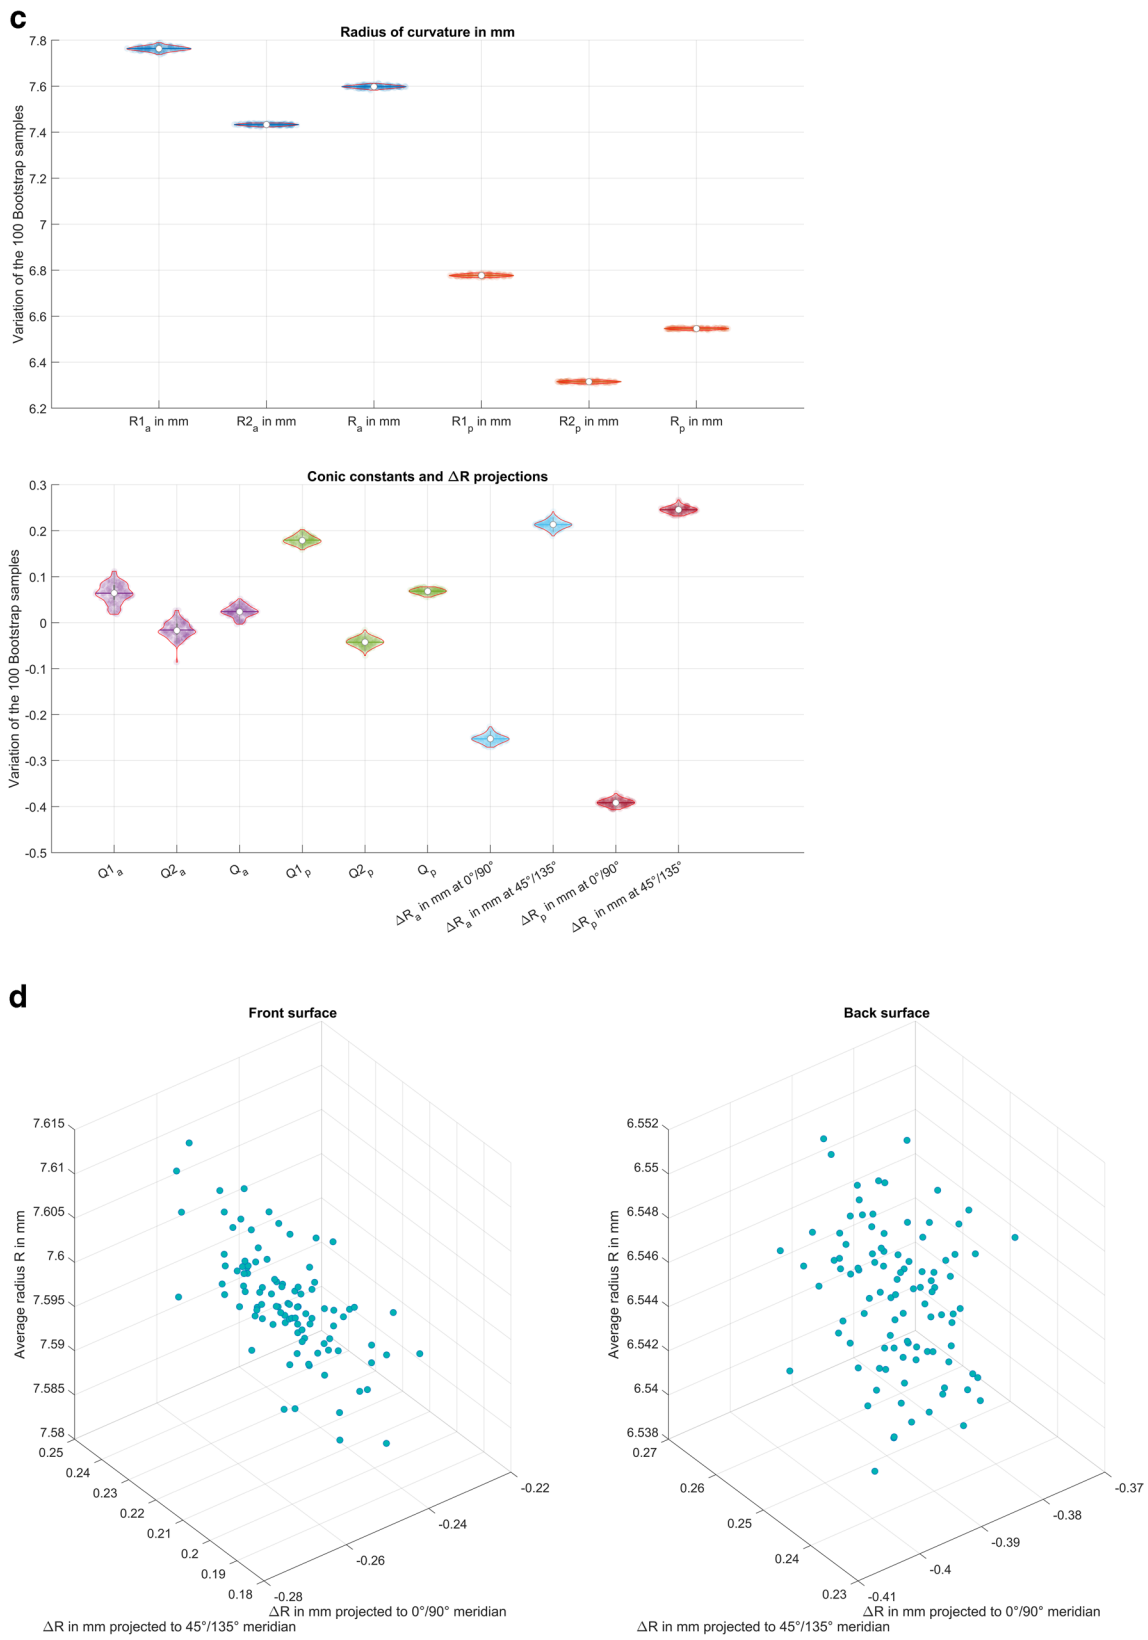 c
Radius of curvature in mm
Variation of the 100 Bootstrap samples
7.8
7.6
7.4
7.2
7
6.8
6.6
6.4
6.2
R1a in mm
R2a in mm
Ra in mm
R1p in mm
R2p in mm
Rp in mm
Conic constants and ΔR projections
Variation of the 100 Bootstrap samples
0.3
0.2
0.1
0
-0.1
-0.2
-0.3
-0.4
-0.5
Q1a
Q2a
Qa
Q1p
Q2p
Qp
ΔRa in mm at 0°/90°
ΔRa in mm at 45°/135°
ΔRp in mm at 0°/90°
ΔRp in mm at 45°/135°
d
Front surface
Average radius R in mm
7.615
7.61
7.605
7.6
7.595
7.59
7.585
7.58
0.25
0.24
0.23
0.22
0.21
0.2
0.19
0.18
-0.28
-0.26
-0.24
-0.22
ΔR in mm projected to 0°/90° meridian
ΔR in mm projected to 45°/135° meridian
Back surface
Average radius R in mm
6.552
6.55
6.548
6.546
6.544
6.542
6.54
6.538
0.27
0.26
0.25
0.24
0.23
-0.41
-0.4
-0.39
-0.38
-0.37
ΔR in mm projected to 0°/90° meridian
ΔR in mm projected to 45°/135° meridian